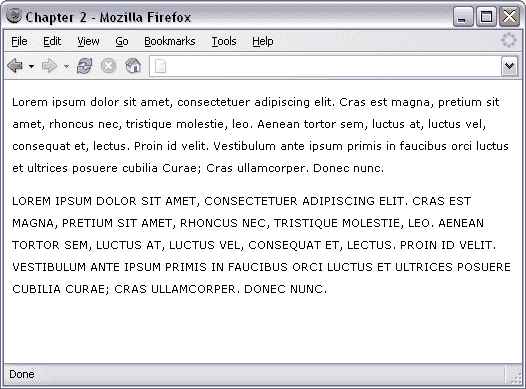 Chapter 2 - Mozilla Firefox
File Edit View Go Bookmarks Tools Help
Lorem ipsum dolor sit amet, consectetuer adipiscing elit. Cras est magna, pretium sit
amet, rhoncus nec, tristique molestie, leo. Aenean tortor sem, luctus at, luctus vel,
consequat et, lectus. Proin id velit. Vestibulum ante ipsum primis in faucibus orci luctus
et ultrices posuere cubilia Curae; Cras ullamcorper. Donec nunc.
LOREM IPSUM DOLOR SIT AMET, CONSECTETUER ADIPISCING ELIT. CRAS EST
MAGNA, PRETIUM SIT AMET, RHONCUS NEC, TRISTIQUE MOLESTIE, LEO. AENEAN
TORTOR SEM, LUCTUS AT, LUCTUS VEL, CONSEQUAT ET, LECTUS. PROIN ID VELIT.
VESTIBULUM ANTE IPSUM PRIMIS IN FAUCIBUS ORCI LUCTUS ET ULTRICES POSUERE
CUBILIA CURAE; CRAS ULLAMCORPER. DONEC NUNC.
Done